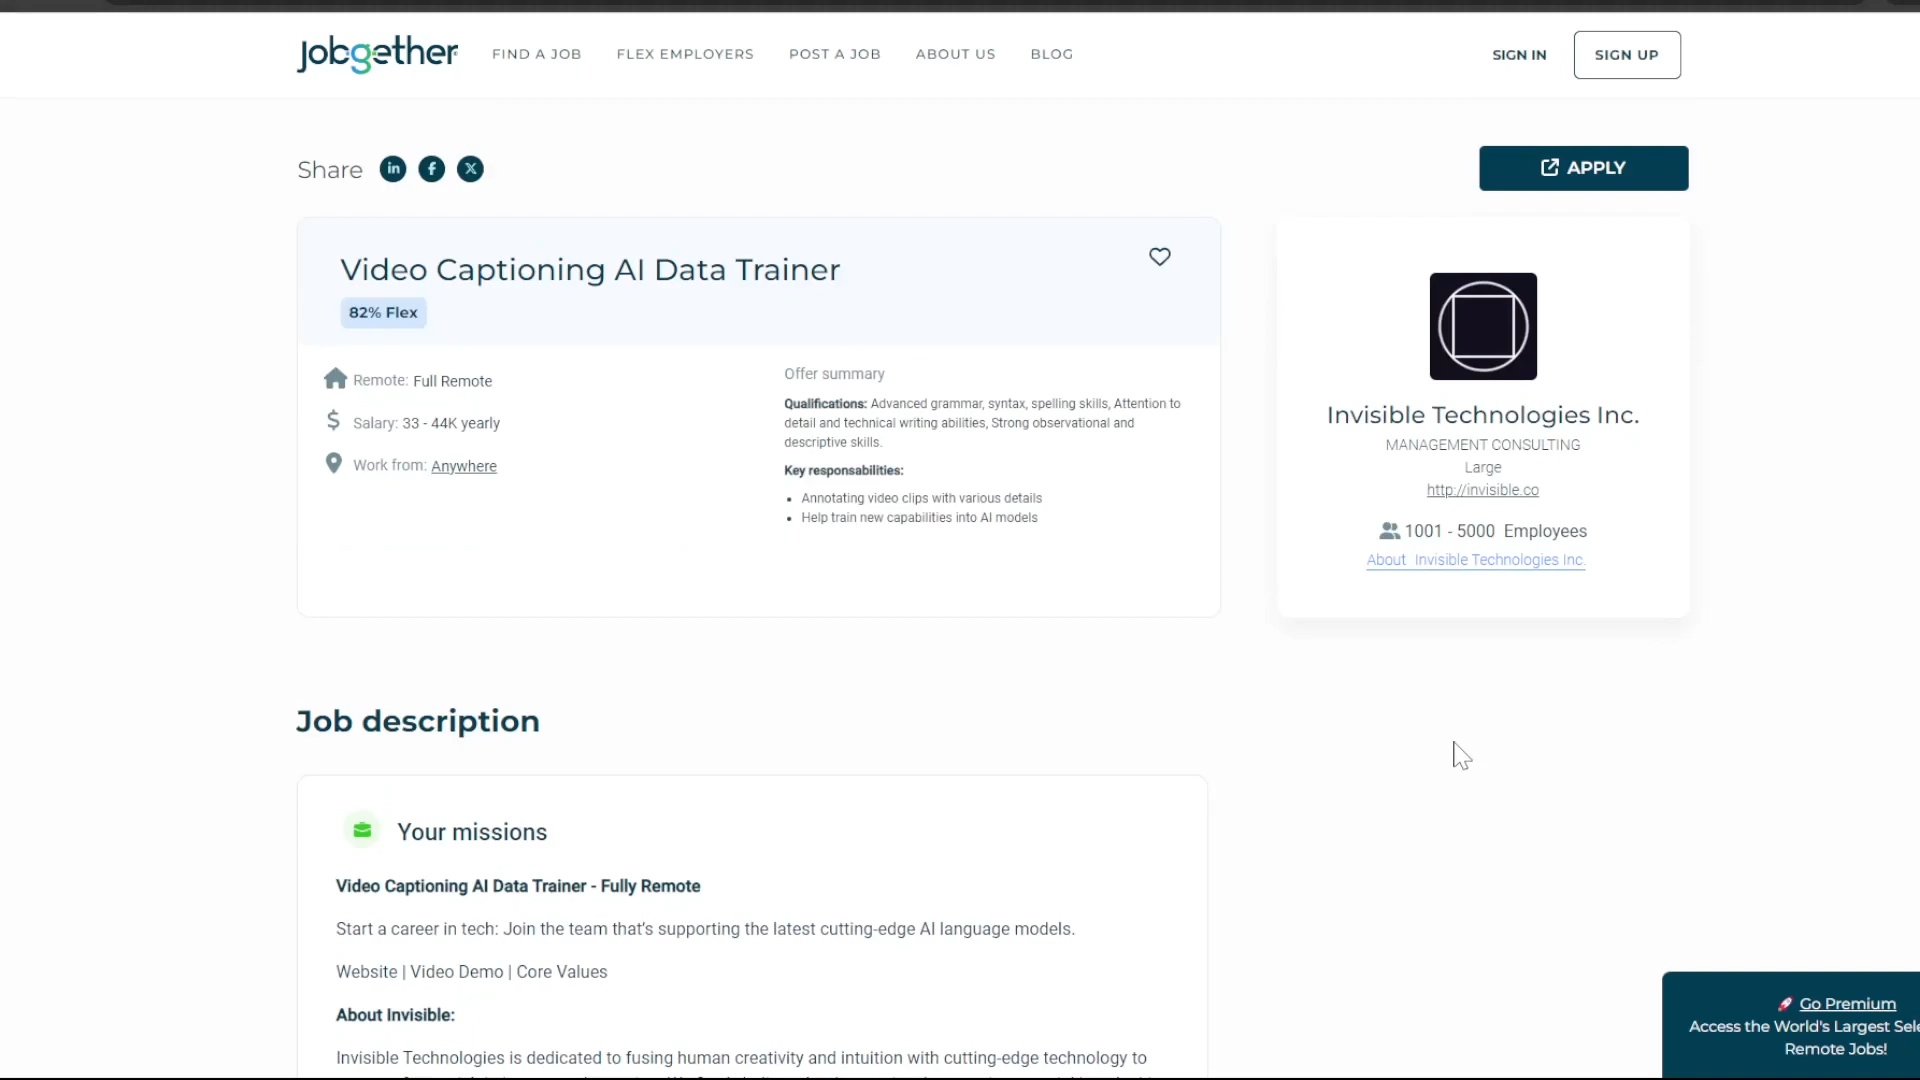 Jobgether
FIND A JOB
FLEX EMPLOYERS
POST A JOB
ABOUT US
BLOG
SIGN IN
SIGN UP
Share
APPLY
Video Captioning AI Data Trainer
82% Flex
Remote: Full Remote
Salary: 33 - 44K yearly
Work from: Anywhere
Offer summary
Qualifications: Advanced grammar, syntax, spelling skills, Attention to
detail and technical writing abilities, Strong observational and
descriptive skills.
Key responsabilities:
Annotating video clips with various details
Help train new capabilities into AI models
Invisible Technologies Inc.
MANAGEMENT CONSULTING
Large
http://invisible.co
1001 - 5000 Employees
About Invisible Technologies Inc.
Job description
Your missions
Video Captioning AI Data Trainer - Fully Remote
Start a career in tech: Join the team that's supporting the latest cutting-edge AI language models.
Website | Video Demo | Core Values
About Invisible:
Invisible Technologies is dedicated to fusing human creativity and intuition with cutting-edge technology to
Go Premium
Access the World's Largest Sele
Remote Jobs!